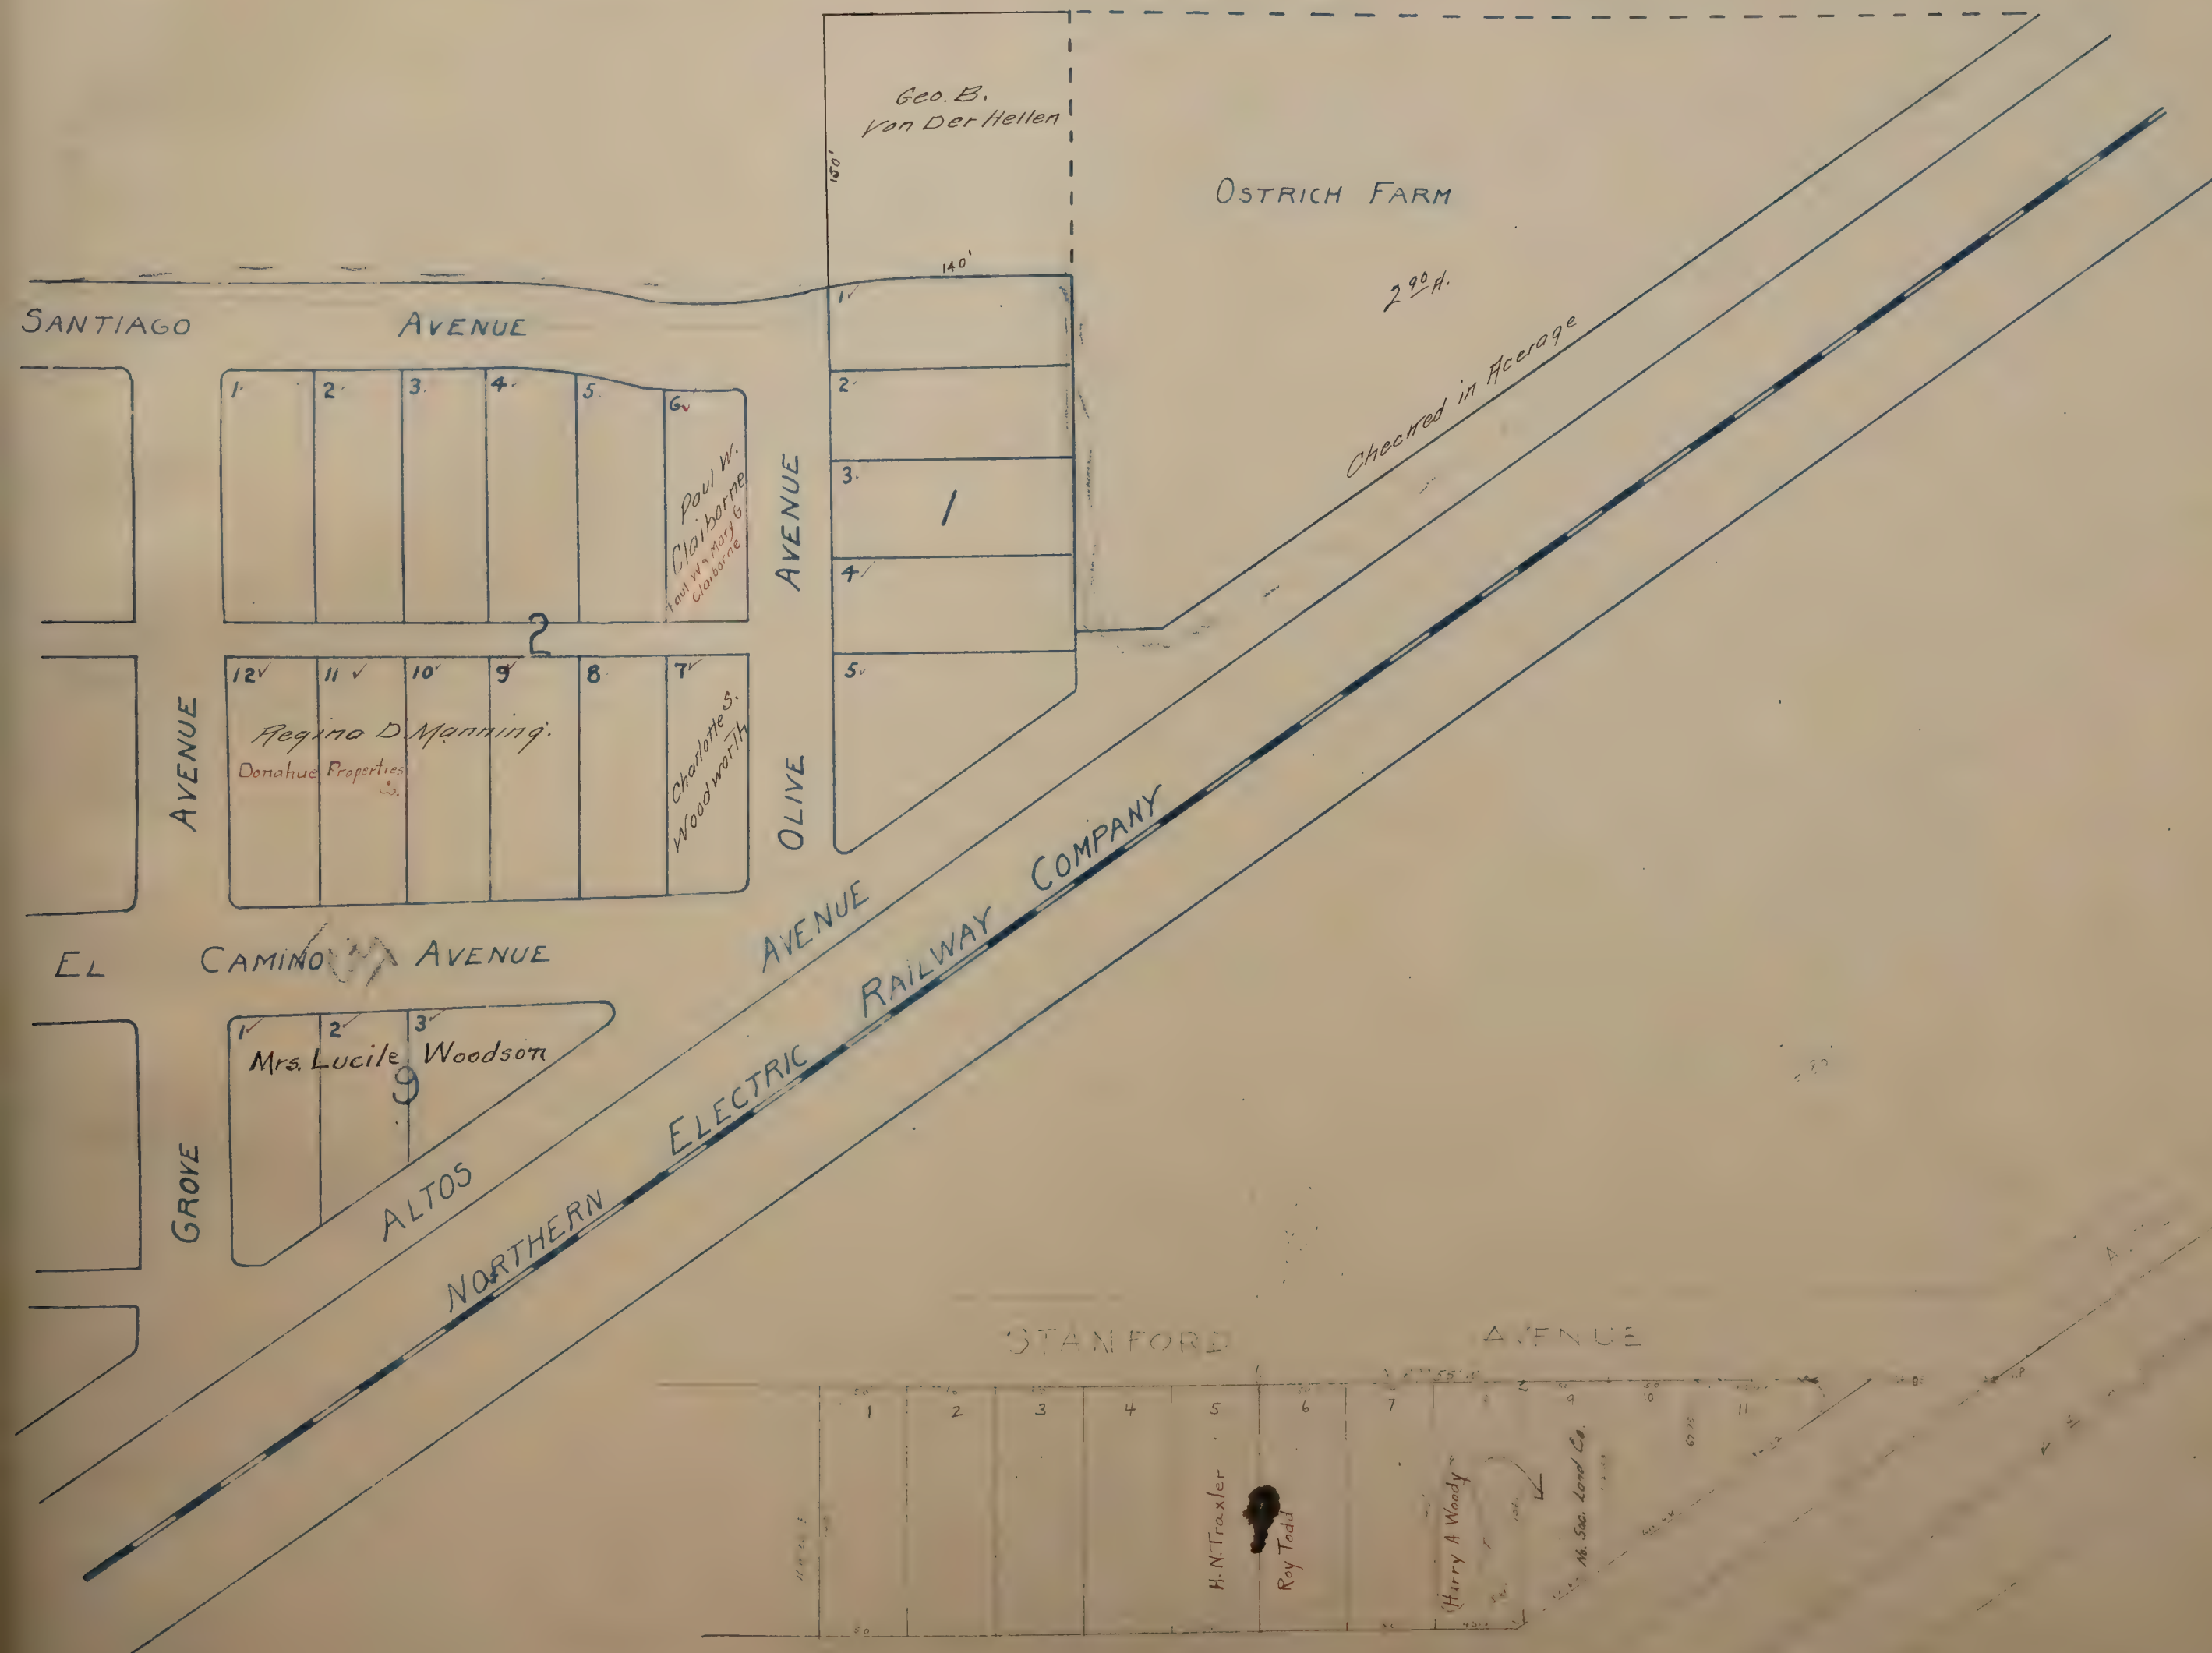 Geo. B.
Von Der Hellen
150'
140'
OSTRICH FARM
2 90 A.
Checked in Acerage
SANTIAGO AVENUE
1 2 3 4 5 6
Paul W.
Claiborne
Paul W & Mary G
Claiborne
2
12 11 10 9 8 7
Regina D. Manning.
Donahue Properties
Charlotte S.
Woodworth
OLIVE AVENUE
1
2
3
1
4
5
GROVE AVENUE
EL CAMINO AVENUE
1 2 3
Mrs. Lucile Woodson
9
ALTOS AVENUE
NORTHERN ELECTRIC RAILWAY COMPANY
STANFORD AVENUE
1 2 3 4 5 6 7 9 10 11
H.N. Traxler
Roy Todd
Harry A Woody
No. Sac. Land Co.